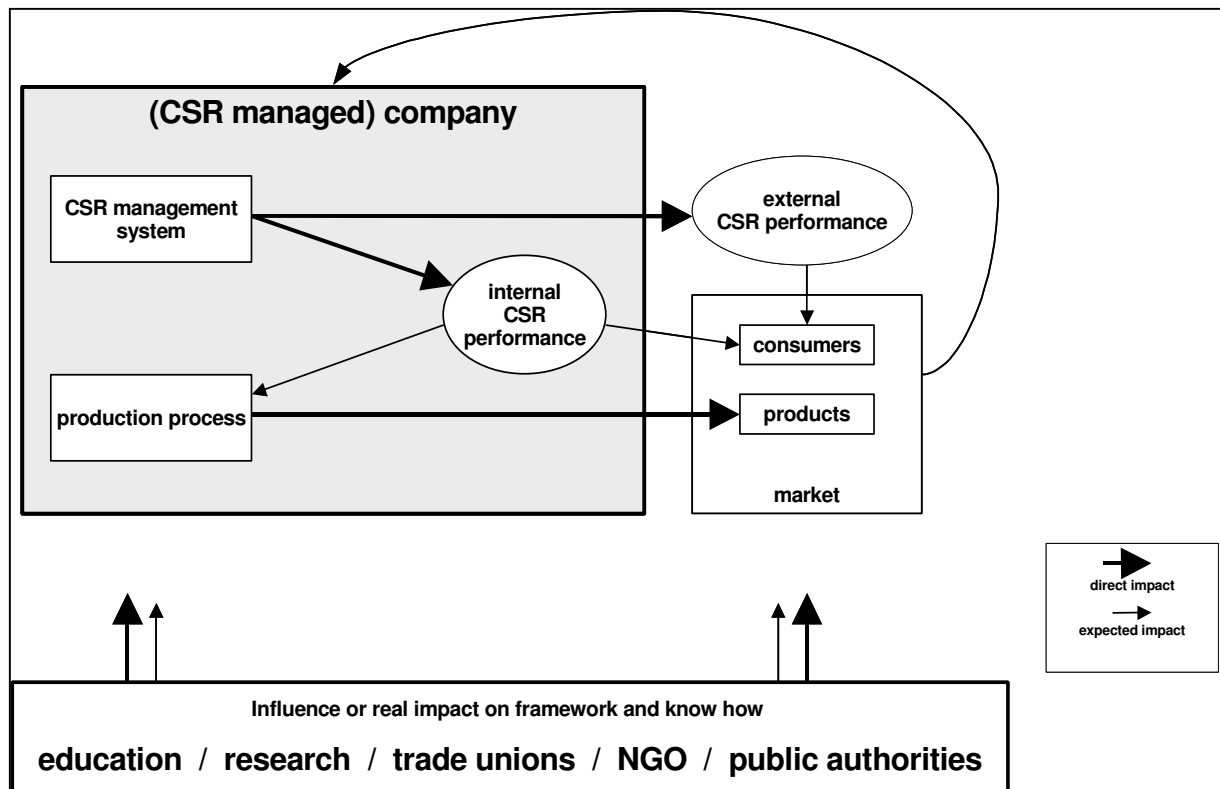 (CSR managed) company
CSR management
system
external
CSR performance
internal
CSR
performance
consumers
production process
products
market
direct impact
expected impact
Influence or real impact on framework and know how
education / research / trade unions / NGO / public authorities